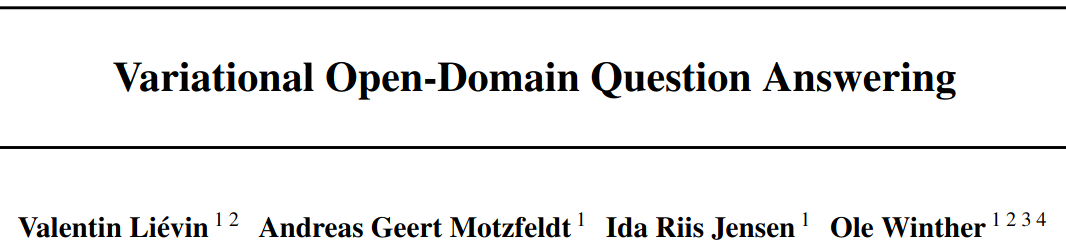 Variational Open-Domain Question Answering
Valentin Liévin 1 2 Andreas Geert Motzfeldt 1 Ida Riis Jensen 1 Ole Winther 1 2 3 4